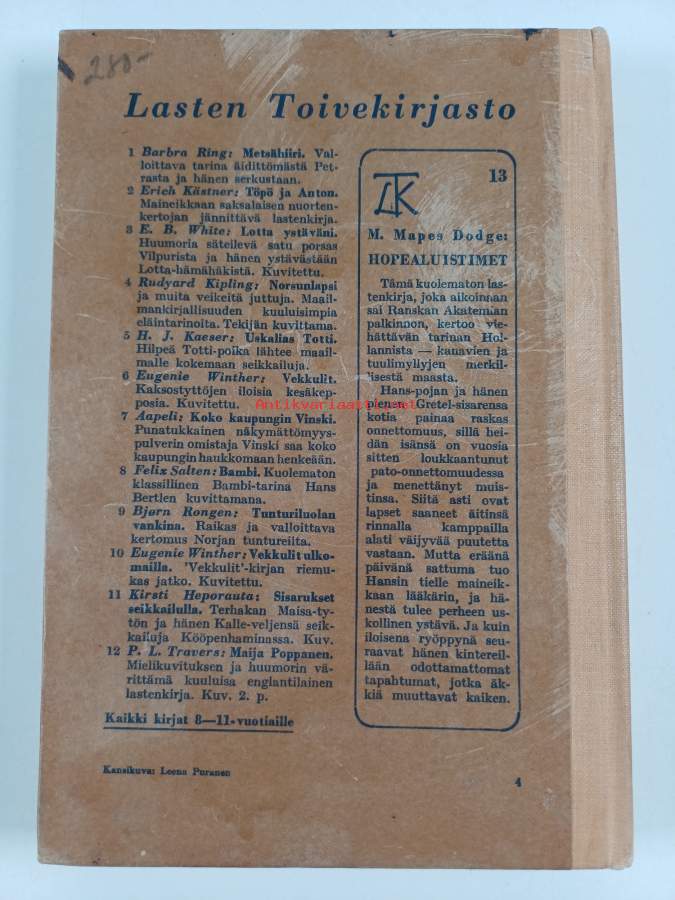 280-
Lasten Toivekirjasto
1 Barbra Ring: Metsähiiri. Val-
loittava tarina äidittömästä Pet-
rasta ja hänen serkustaan.
2 Erich Kästner: Töpö ja Anton.
Maineikkaan saksalaisen nuorten-
kertojan jännittävä lastenkirja.
3 E. B. White: Lotta ystäväni.
Huumoria säteilevä satu porsas
Vilpurista ja hänen ystävästään
Lotta-hämähäkistä. Kuvitettu.
4 Rudyard Kipling: Norsunlapsi
ja muita veikeitä juttuja. Maail-
mankirjallisuuden kuuluisimpia
eläintarinoita. Tekijän kuvittama.
5 H. J. Kaeser: Uskalias Totti.
Hilpeä Totti-poika lähtee maail-
malle kokemaan seikkailuja.
6 Eugenie Winther: Vekkulit.
Kaksostyttöjen iloisia kesäkep-
posia. Kuvitettu.
7 Aapeli: Koko kaupungin Vinski.
Punatukkainen näkymättömyys-
pulverin omistaja Vinski saa koko
kaupungin haukkomaan henkeään.
8 Felix Salten: Bambi. Kuolematon
klassillinen Bambi-tarina Hans
Bertlen kuvittamana.
9 Bjørn Rongen: Tunturiluolan
vankina. Raikas ja valloittava
kertomus Norjan tuntureilta.
10 Eugenie Winther: Vekkulit ulko-
mailla. 'Vekkulit'-kirjan riemu-
kas jatko. Kuvitettu.
11 Kirsti Heporauta: Sisarukset
seikkailulla. Terhakan Maisa-ty-
tön ja hänen Kalle-veljensä seik-
kailuja Kööpenhaminassa. Kuv.
12 P. L. Travers: Maija Poppanen.
Mielikuvituksen ja huumorin vä-
rittämä kuuluisa englantilainen
lastenkirja. Kuv. 2. p.
Kaikki kirjat 8—11-vuotiaille
Kansikuva: Leena Puranen
LTK
13
M. Mapes Dodge:
HOPEALUISTIMET
Tämä kuolematon las-
tenkirja, joka aikoinaan
sai Ranskan Akatemian
palkinnon, kertoo vie-
hättävän tarinan Hol-
lannista — kanavien ja
tuulimyllyjen merkil-
lisestä maasta.
Hans-pojan ja hänen
pienen Gretel-sisarensa
kotia painaa raskas
onnettomuus, sillä hei-
dän isänsä on vuosia
sitten loukkaantunut
pato-onnettomuudessa
ja menettänyt muis-
tinsa. Siitä asti ovat
lapset saaneet äitinsä
rinnalla kamppailla
alati väijyvää puutetta
vastaan. Mutta eräänä
päivänä sattuma tuo
Hansin tielle maineik-
kaan lääkärin, ja hä-
nestä tulee perheen us-
kollinen ystävä. Ja kuin
iloisena ryöppynä seu-
raavat hänen kintereil-
lään odottamattomat
tapahtumat, jotka äk-
kiä muuttavat kaiken.
4
Antikvariaattiset.net